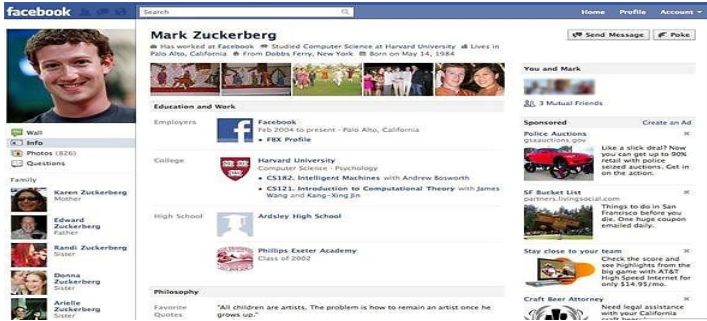 facebook
Search
Home Profile Account
Mark Zuckerberg
Send Message
Poke
Has worked at Facebook Studied Computer Science at Harvard University Lives in
Palo Alto, California From Dobbs Ferry, New York Born on May 14, 1984
Wall
Info
Photos (826)
Questions
Family
Karen Zuckerberg
Mother
Edward
Zuckerberg
Father
Randi Zuckerberg
Sister
Donna
Zuckerberg
Sister
Arielle
Zuckerberg
Sister
Education and Work
Employers
Facebook
Feb 2004 to present - Palo Alto, California
• FBX Profile
College
Harvard University
Computer Science - Psychology
• CS182. Intelligent Machines with Andrew Bosworth
• CS121. Introduction to Computational Theory with James
Wang and Kang-Xing Jin
High School
Ardsley High School
Phillips Exeter Academy
Class of 2002
Philosophy
Favorite
Quotes
"All children are artists. The problem is how to remain an artist once he
grows up."
You and Mark
3 Mutual Friends
Sponsored
Create an Ad
Police Auctions
gsaauctions.gov
Like a slick deal? Now
you can get up to 90%
retail with police
seized auctions. Get in
on the action.
SF Bucket List
partners.livingsocial.com
Things to do in San
Francisco before you
die. One huge coupon
emailed daily.
Stay close to your team
Check the score and
see highlights from the
big game with AT&T
High Speed Internet for
only $14.95/mo.
Craft Beer Attorney
Need legal assistance
with your California